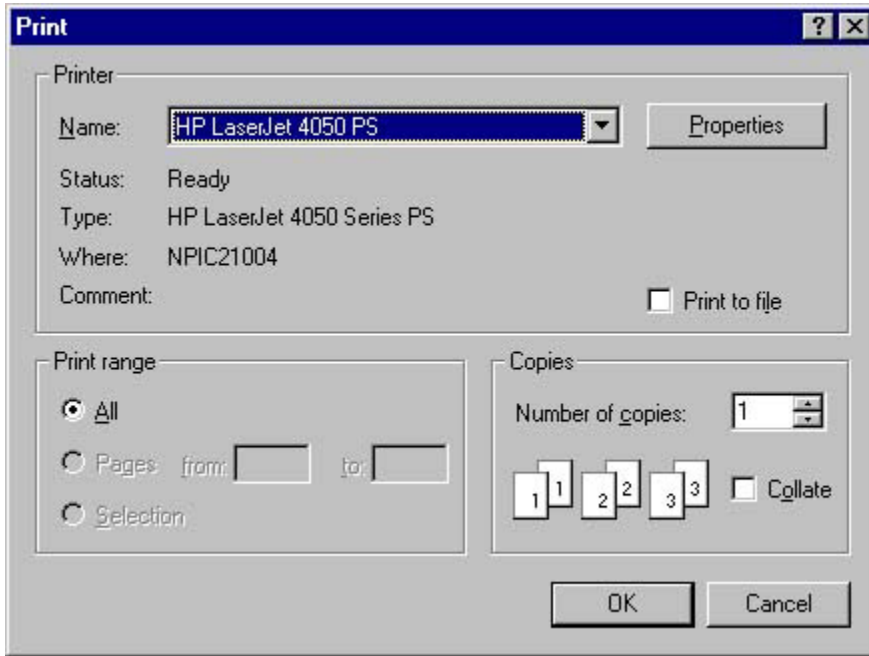 Print
Printer
Name: HP LaserJet 4050 PS Properties
Status: Ready
Type: HP LaserJet 4050 Series PS
Where: NPIC21004
Comment:
Print to file
Print range
All
Pages from: to:
Selection
Copies
Number of copies: 1
1 1 2 2 3 3 Collate
OK Cancel